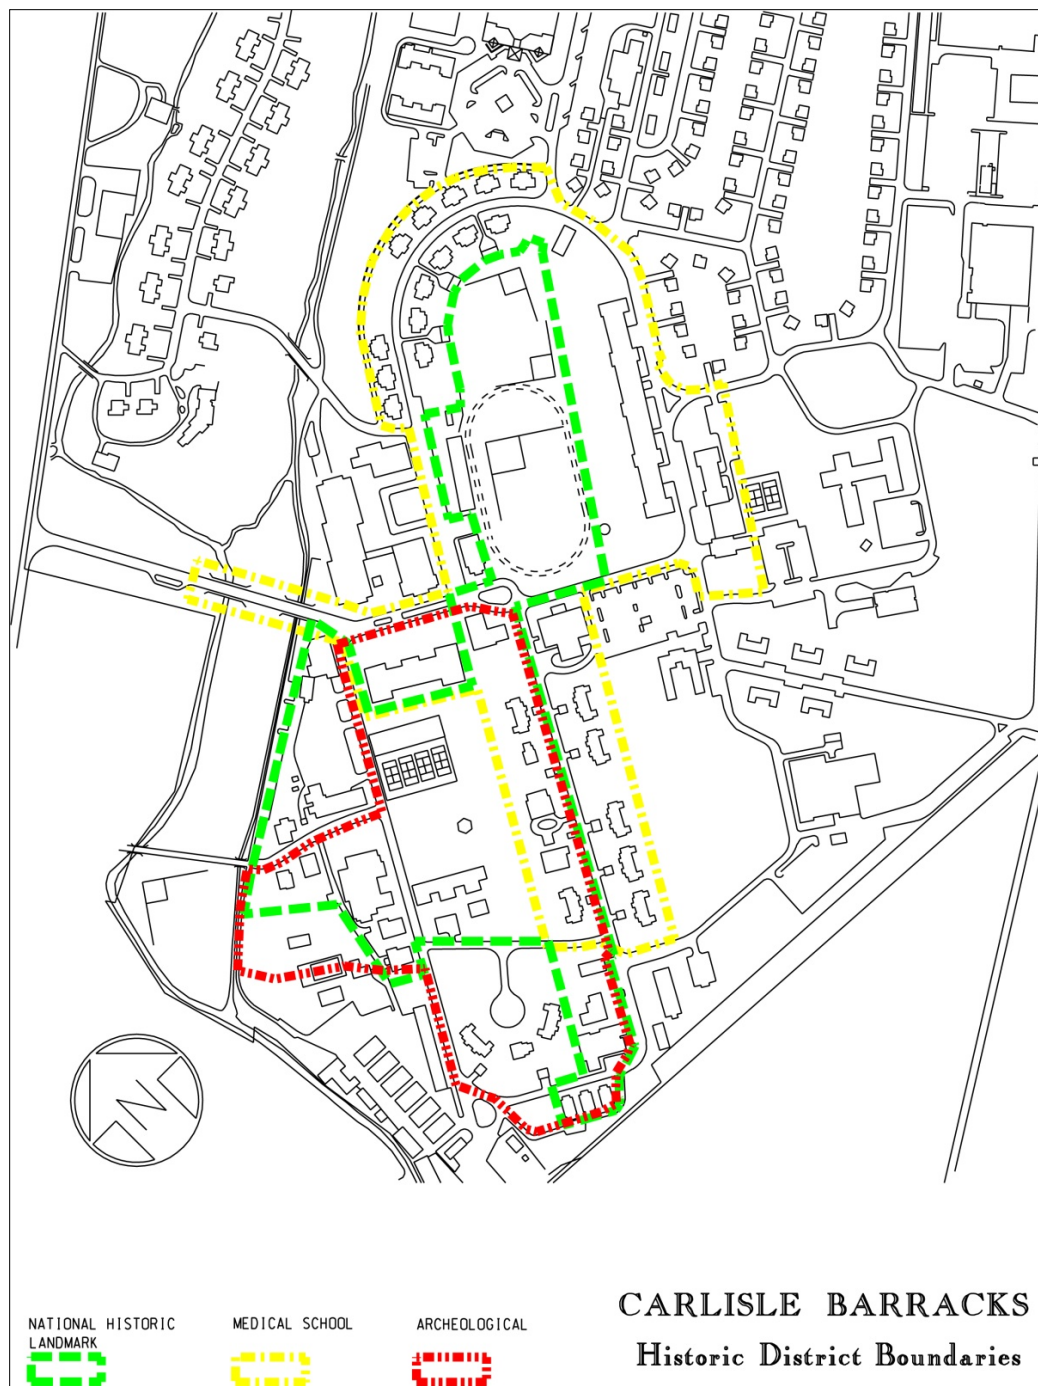 N
CARLISLE BARRACKS
Historic District Boundaries
NATIONAL HISTORIC
LANDMARK
MEDICAL SCHOOL
ARCHEOLOGICAL